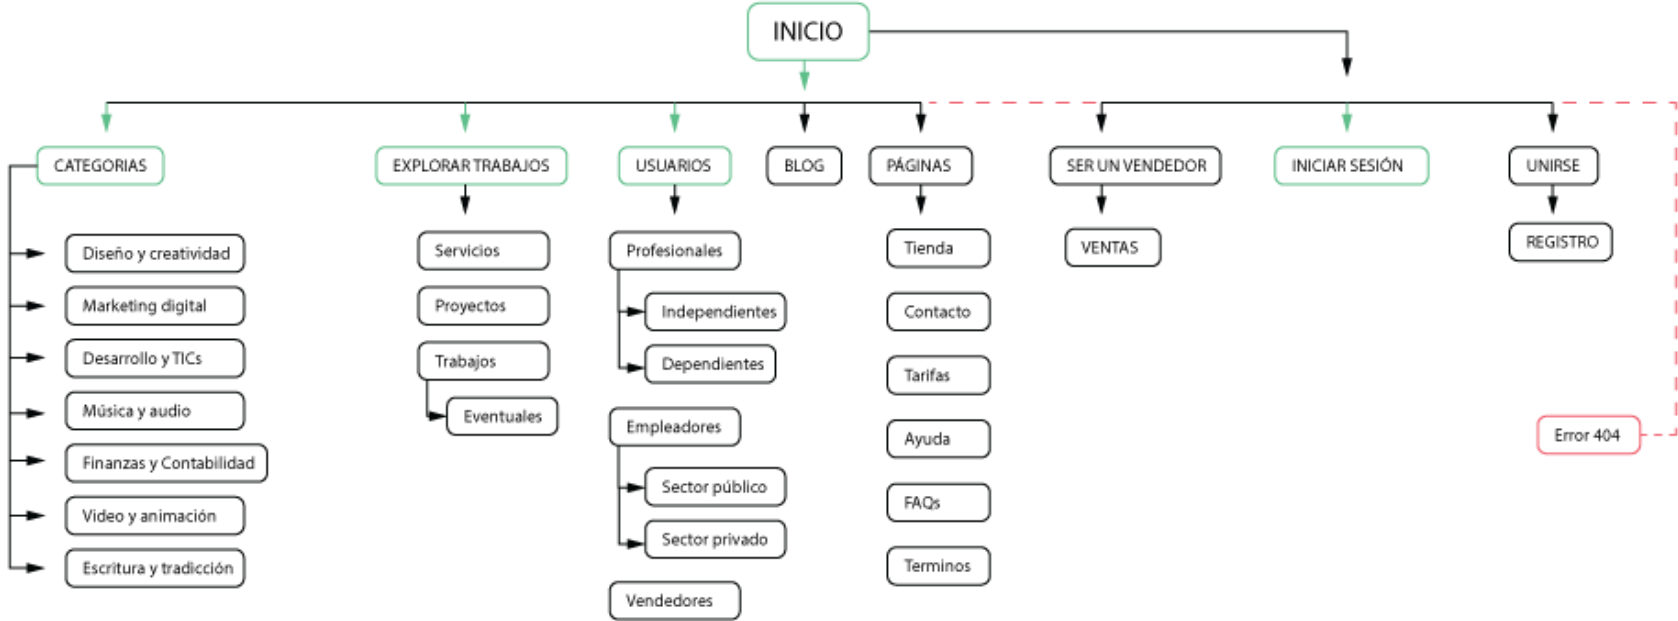 INICIO
CATEGORIAS
EXPLORAR TRABAJOS
USUARIOS
BLOG
PÁGINAS
SER UN VENDEDOR
INICIAR SESIÓN
UNIRSE
Diseño y creatividad
Marketing digital
Desarrollo y TICs
Música y audio
Finanzas y Contabilidad
Video y animación
Escritura y tradicción
Servicios
Proyectos
Trabajos
Eventuales
Profesionales
Independientes
Dependientes
Empleadores
Sector público
Sector privado
Vendedores
Tienda
Contacto
Tarifas
Ayuda
FAQs
Terminos
VENTAS
REGISTRO
Error 404